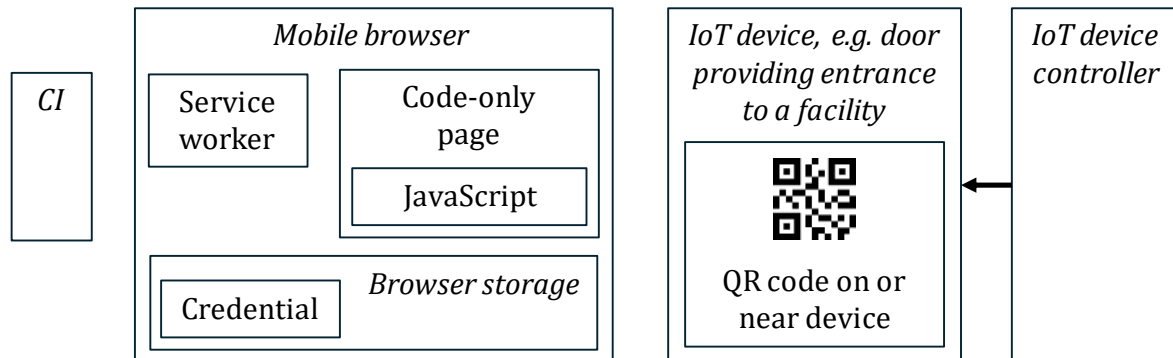 CI
Mobile browser
Service
worker
Code-only
page
JavaScript
Browser storage
Credential
IoT device, e.g. door
providing entrance
to a facility
QR code on or
near device
IoT device
controller